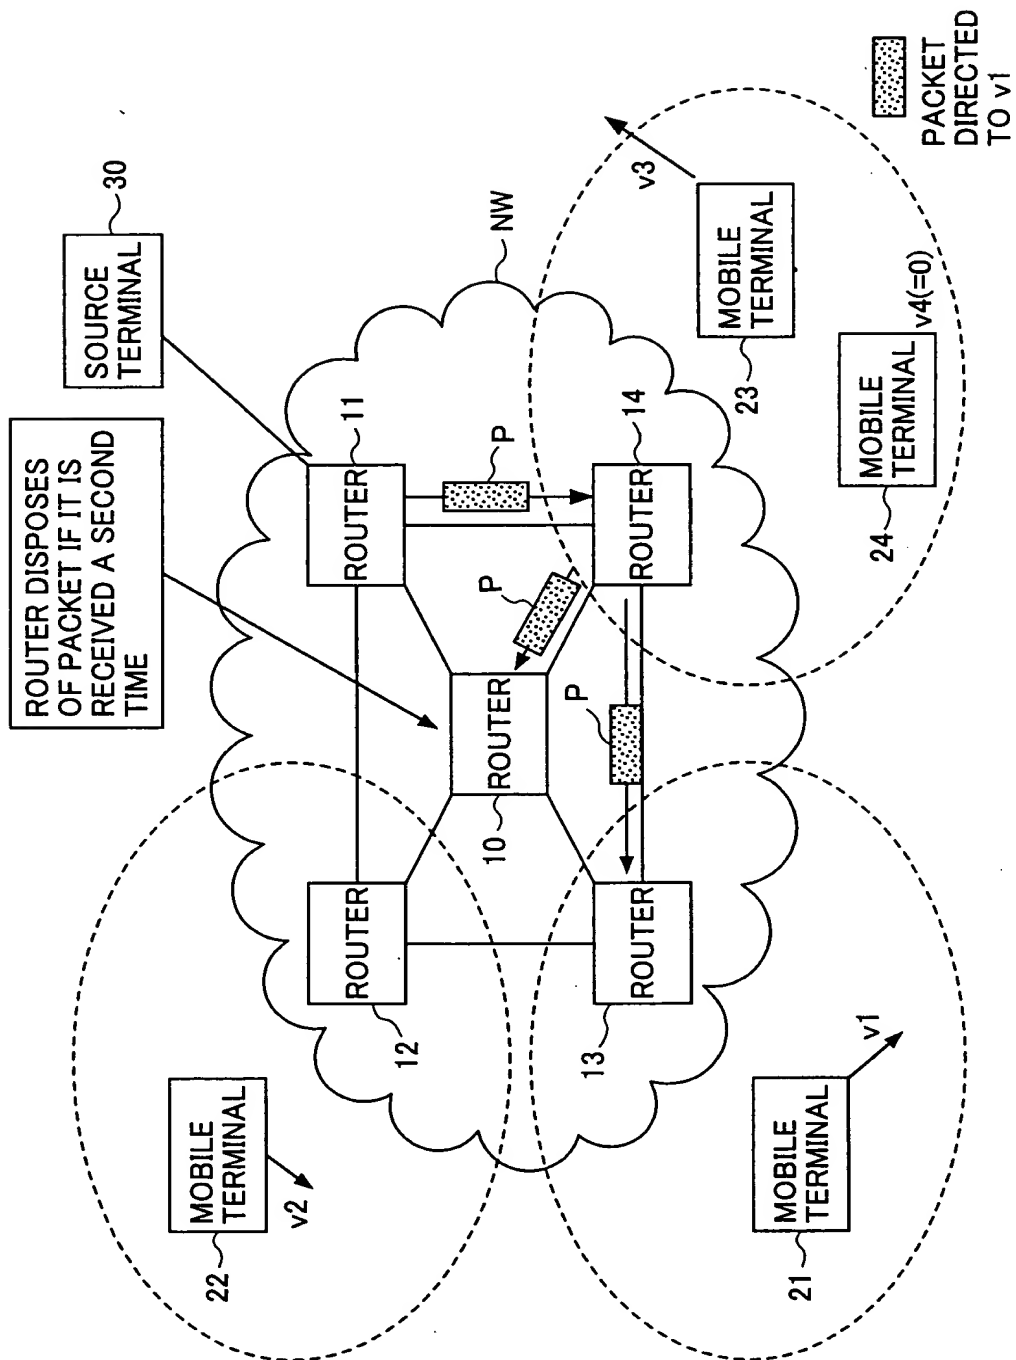 ROUTER DISPOSES
OF PACKET IF IT IS
RECEIVED A SECOND
TIME
30
SOURCE
TERMINAL
NW
22
MOBILE
TERMINAL
v2
12
ROUTER
11
ROUTER
P
10
ROUTER
P
P
13
ROUTER
14
ROUTER
21
MOBILE
TERMINAL
v1
23
MOBILE
TERMINAL
v3
24
MOBILE
TERMINAL
v4(=0)
PACKET
DIRECTED
TO v1